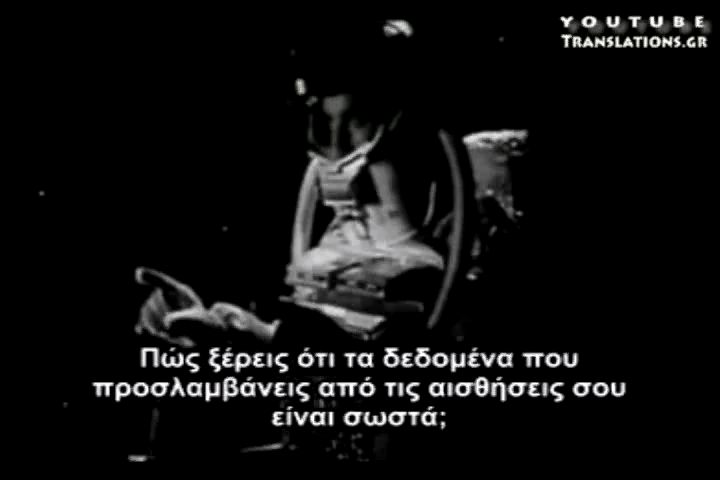 YOUTUBE
TRANSLATIONS.GR
Πώς ξέρεις ότι τα δεδομένα που
προσλαμβάνεις από τις αισθήσεις σου
είναι σωστά;